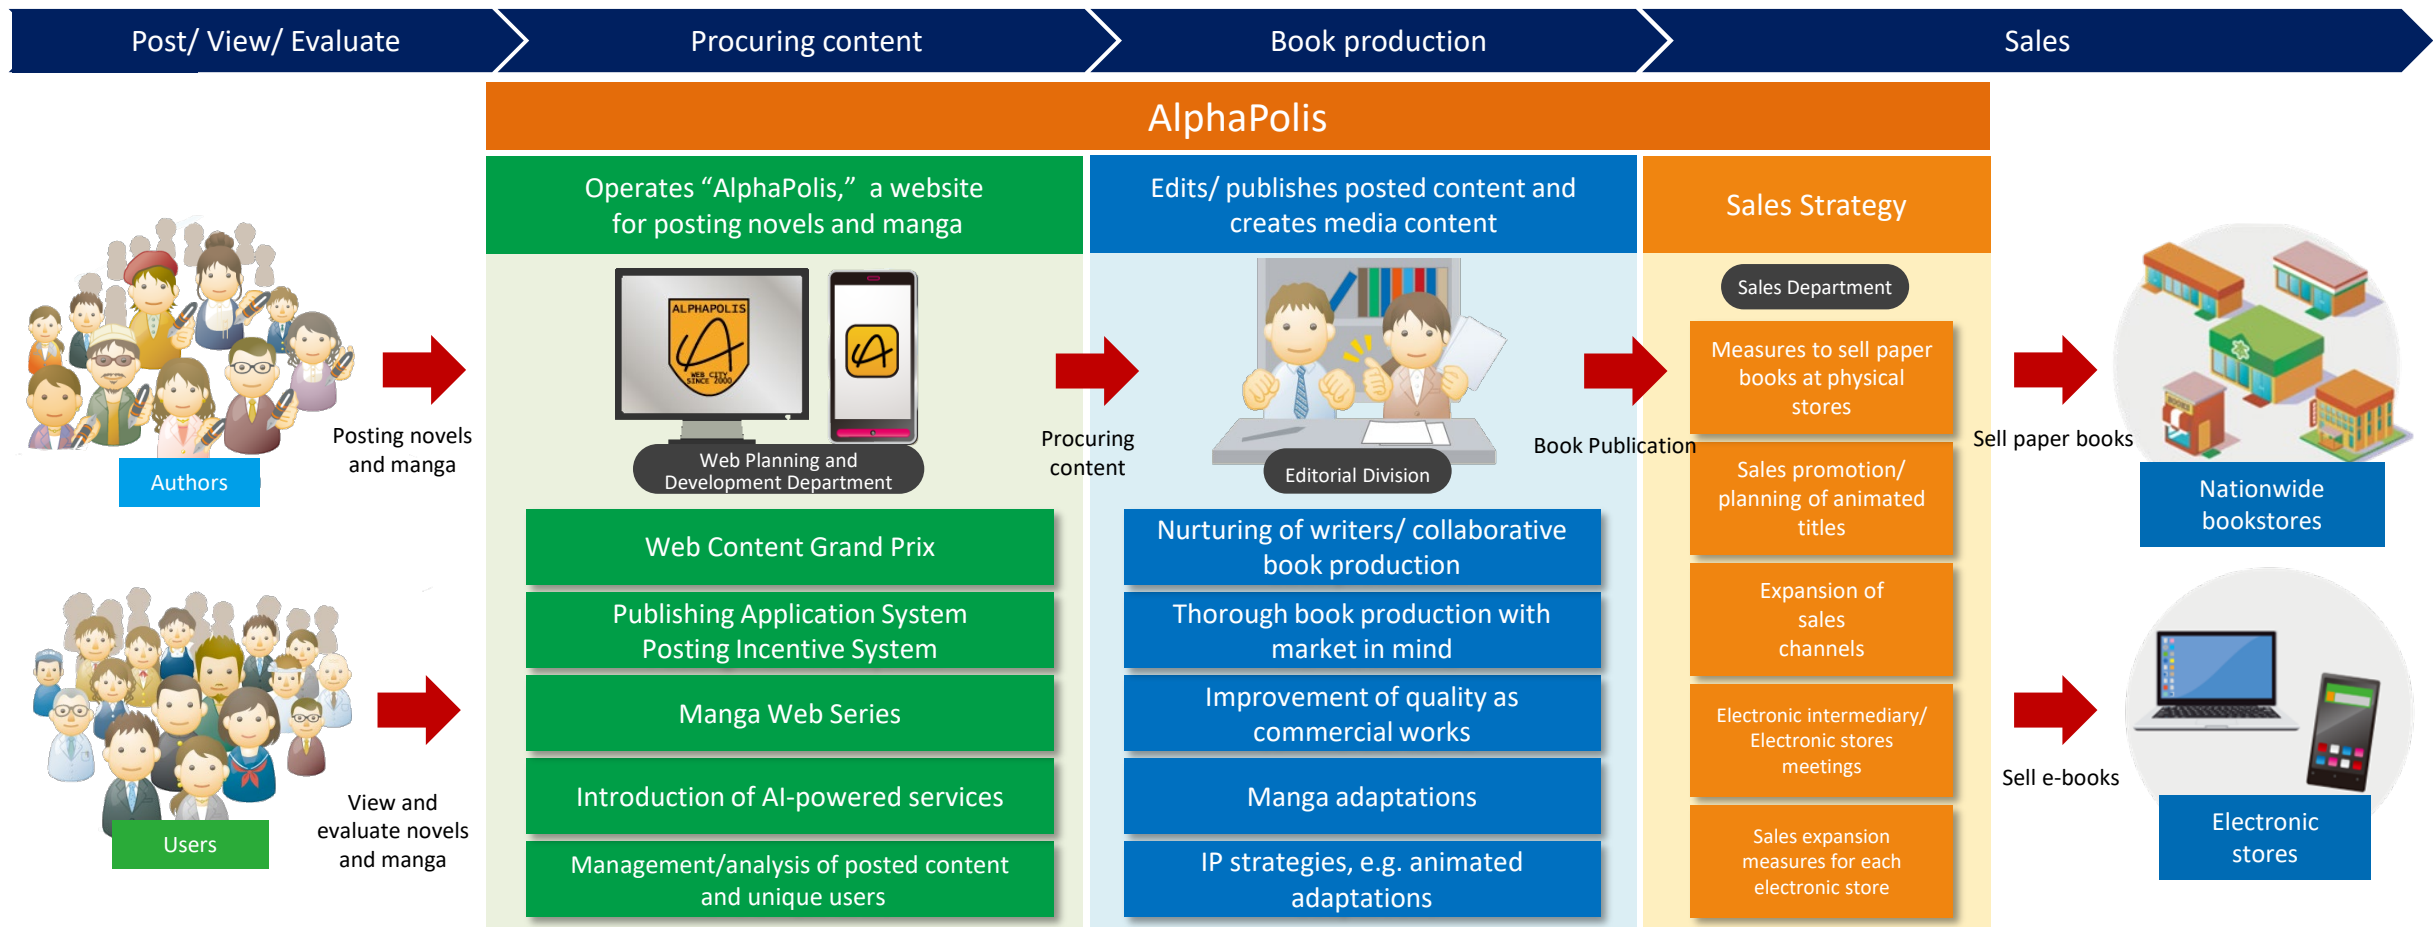 Post/ View/ Evaluate
Procuring content
Book production
Sales
AlphaPolis
Operates “AlphaPolis,” a website
for posting novels and manga
Edits/ publishes posted content and
creates media content
Sales Strategy
Posting novels
and manga
Authors
View and
evaluate novels
and manga
Users
ALPHAPOLIS
WEB CITY
SINCE 2000
Web Planning and
Development Department
Web Content Grand Prix
Publishing Application System
Posting Incentive System
Manga Web Series
Introduction of AI-powered services
Management/analysis of posted content
and unique users
Procuring
content
Editorial Division
Nurturing of writers/ collaborative
book production
Thorough book production with
market in mind
Improvement of quality as
commercial works
Manga adaptations
IP strategies, e.g. animated
adaptations
Book Publication
Sales Department
Measures to sell paper
books at physical
stores
Sales promotion/
planning of animated
titles
Expansion of
sales
channels
Electronic intermediary/
Electronic stores
meetings
Sales expansion
measures for each
electronic store
Sell paper books
Nationwide
bookstores
Sell e-books
Electronic
stores